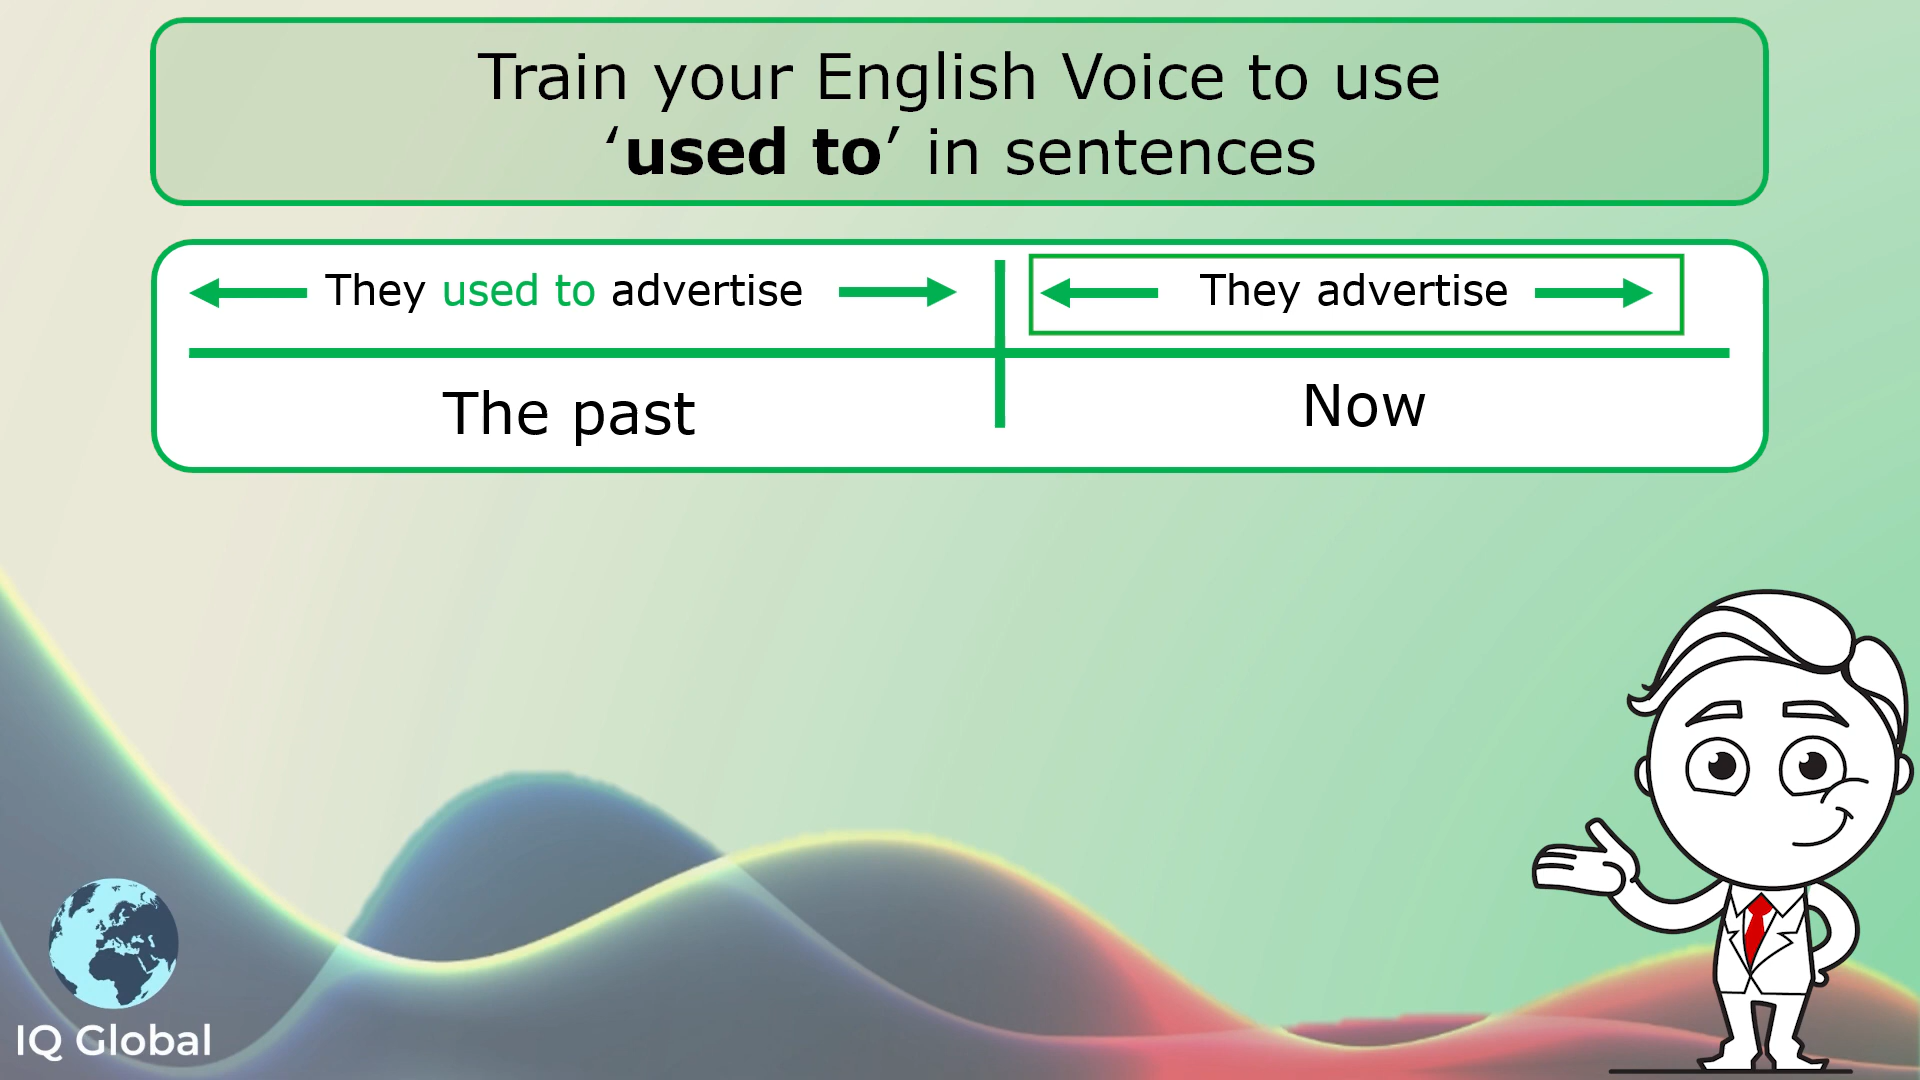 Train your English Voice to use
‘used to’ in sentences
They used to advertise
They advertise
The past
Now
IQ Global